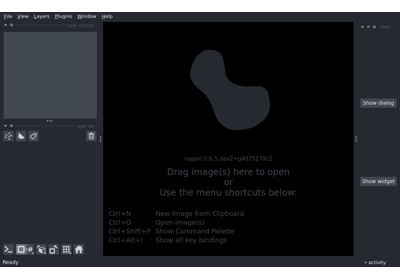 File View Layers Plugins Window Help
layer controls
layer list
Show dialog
Show widget
napari 0.6.5.dev2+g4075179c2
Drag image(s) here to open
or
Use the menu shortcuts below:
Ctrl+N New Image from Clipboard
Ctrl+O Open image(s)
Ctrl+Shift+P Show Command Palette
Ctrl+Alt+/ Show all key bindings
Ready
activity